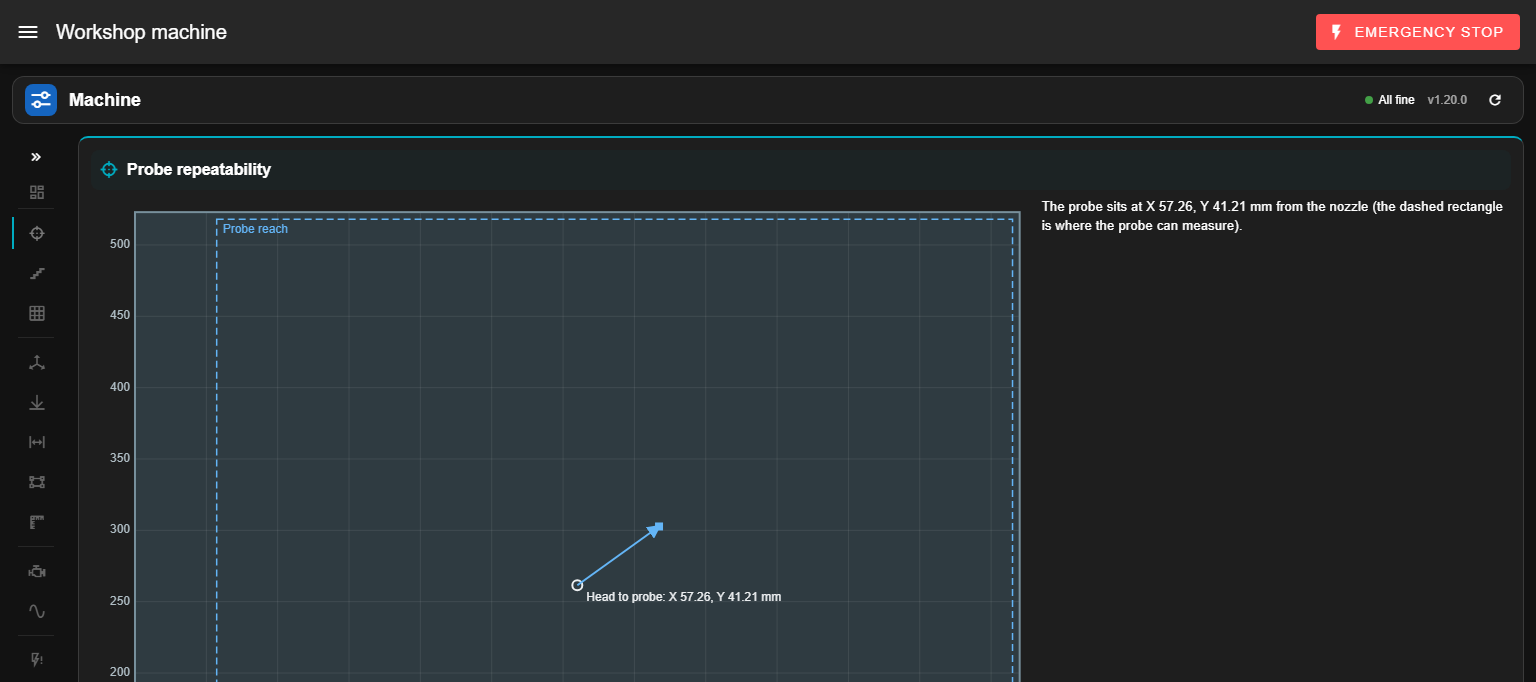 Workshop machine
EMERGENCY STOP
Machine
All fine
v1.20.0
Probe repeatability
Probe reach
The probe sits at X 57.26, Y 41.21 mm from the nozzle (the dashed rectangle
is where the probe can measure).
500
450
400
350
300
250
200
Head to probe: X 57.26, Y 41.21 mm